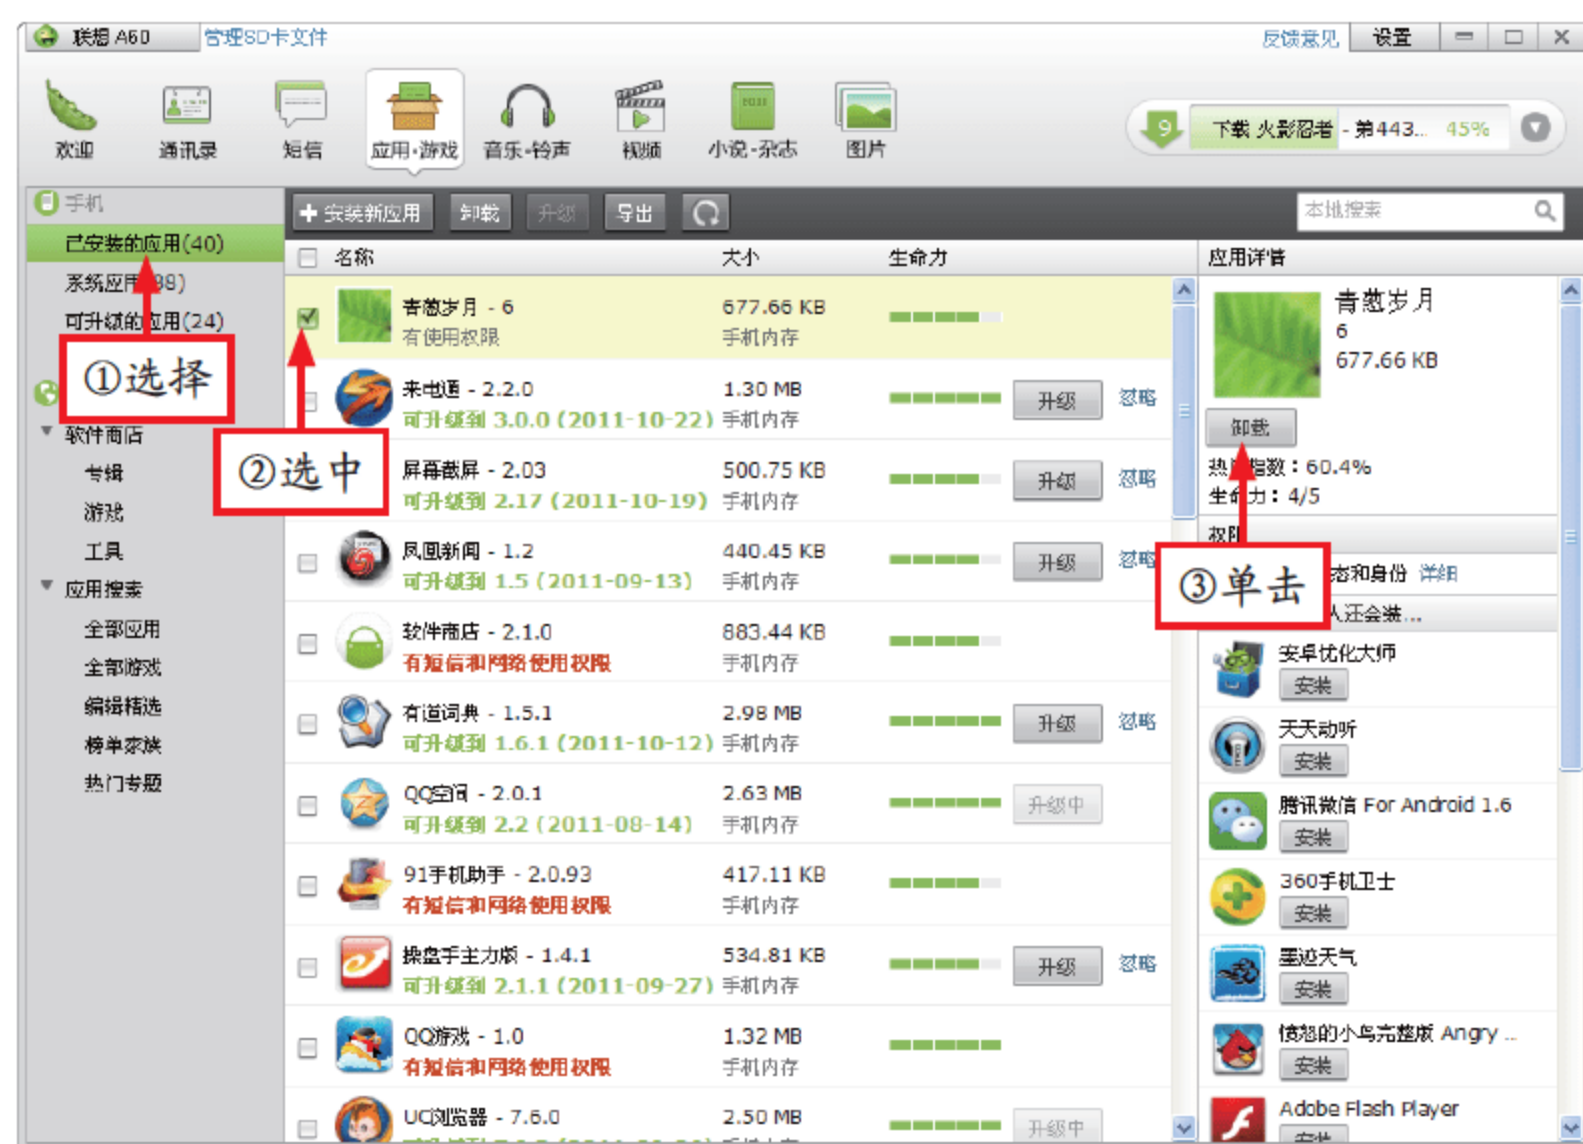 联想 A60 管理SD卡文件 反馈意见 设置
欢迎 通讯录 短信 应用·游戏 音乐·铃声 视频 小说·杂志 图片
9 下载 火影忍者 - 第443... 45%
手机
已安装的应用(40)
可升级的应用(24)
①选择
软件商店
专辑
游戏
工具
应用搜索
全部应用
全部游戏
编辑精选
榜单家族
热门专题
安装新应用 卸载 升级 导出 本地搜索
名称 大小 生命力
青葱岁月 - 6 677.66 KB
有使用权限 手机内存
②选中
来电通 - 2.2.0 1.30 MB 升级 忽略
可升级到 3.0.0 (2011-10-22) 手机内存
屏幕截屏 - 2.03 500.75 KB 升级 忽略
可升级到 2.17 (2011-10-19) 手机内存
凤凰新闻 - 1.2 440.45 KB 升级 忽略
可升级到 1.5 (2011-09-13) 手机内存
软件商店 - 2.1.0 883.44 KB
有短信和网络使用权限 手机内存
有道词典 - 1.5.1 2.98 MB 升级 忽略
可升级到 1.6.1 (2011-10-12) 手机内存
QQ空间 - 2.0.1 2.63 MB 升级中
可升级到 2.2 (2011-08-14) 手机内存
91手机助手 - 2.0.93 417.11 KB
有短信和网络使用权限 手机内存
操盘手主力版 - 1.4.1 534.81 KB 升级 忽略
可升级到 2.1.1 (2011-09-27) 手机内存
QQ游戏 - 1.0 1.32 MB
有短信和网络使用权限 手机内存
UC浏览器 - 7.6.0 2.50 MB 升级中
应用详情
青葱岁月
6
677.66 KB
卸载
指数：60.4%
生命力：4/5
③单击
态和身份 详细
人还会装...
安卓优化大师
安装
天天动听
安装
腾讯微信 For Android 1.6
安装
360手机卫士
安装
墨迹天气
安装
愤怒的小鸟完整版 Angry ...
安装
Adobe Flash Player